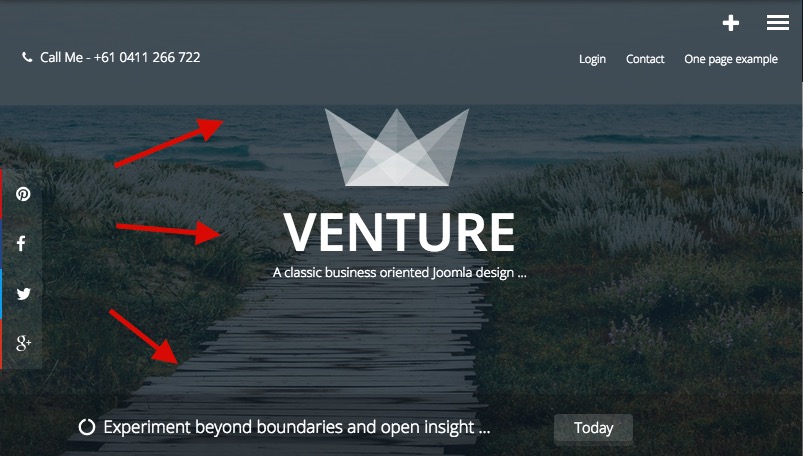 Call Me - +61 0411 266 722
Login Contact One page example
VENTURE
A classic business oriented Joomla design ...
Experiment beyond boundaries and open insight ...
Today